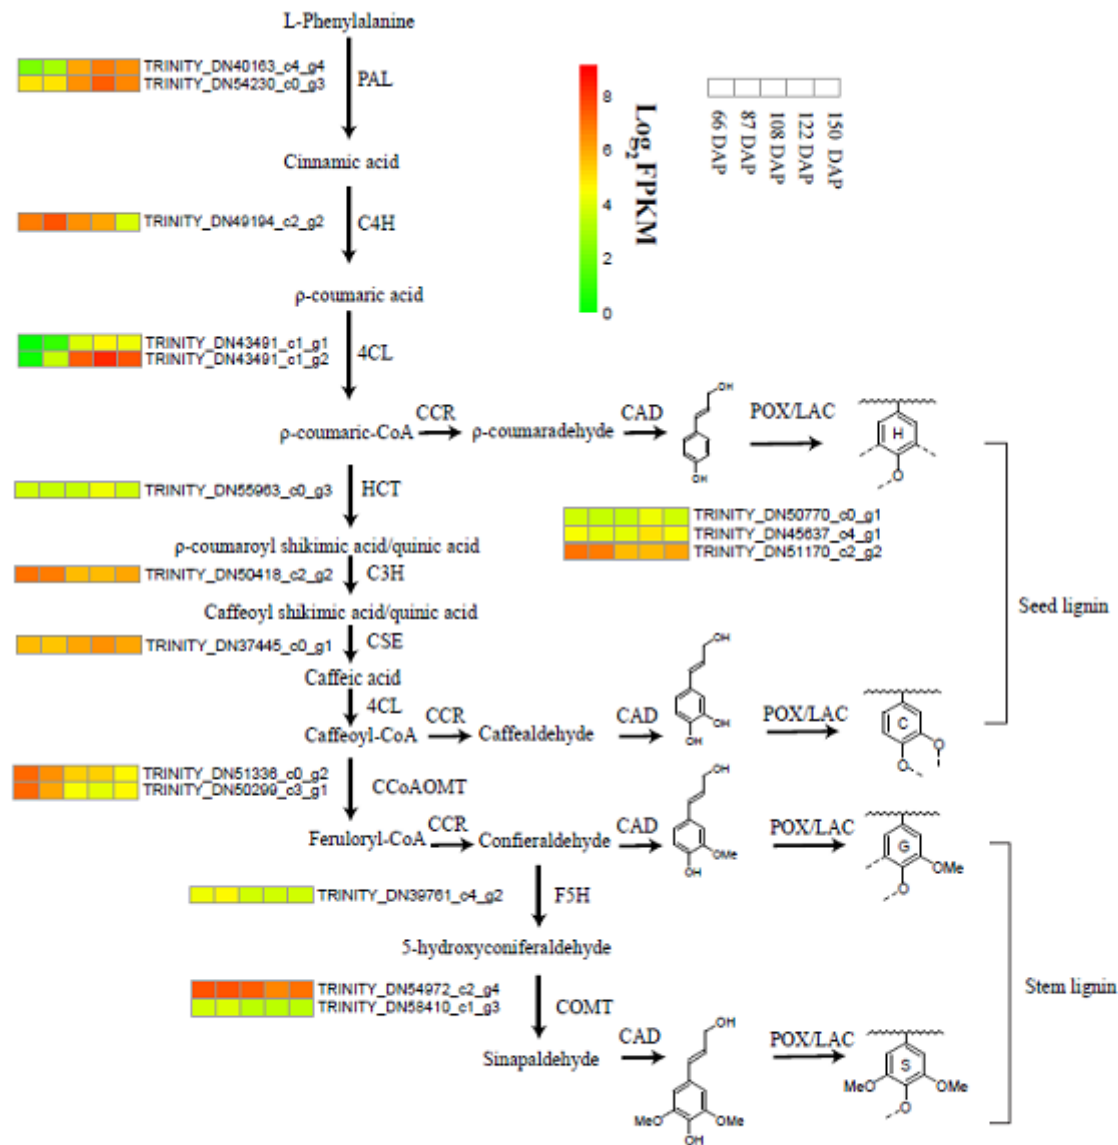 L-Phenylalanine
TRINITY_DN40163_c4_g4
TRINITY_DN54230_c0_g3
PAL
8
6
4
2
0
Log2FPKM
66 DAP
87 DAP
108 DAP
122 DAP
150 DAP
Cinnamic acid
TRINITY_DN49194_c2_g2
C4H
ρ-coumaric acid
TRINITY_DN43491_c1_g1
TRINITY_DN43491_c1_g2
4CL
ρ-coumaric-CoA
CCR
ρ-coumaradehyde
CAD
OH
OH
POX/LAC
H
O
TRINITY_DN55963_c0_g3
HCT
TRINITY_DN50770_c0_g1
TRINITY_DN45637_c4_g1
TRINITY_DN51170_c2_g2
ρ-coumaroyl shikimic acid/quinic acid
TRINITY_DN50418_c2_g2
C3H
Caffeoyl shikimic acid/quinic acid
Seed lignin
TRINITY_DN37445_c0_g1
CSE
Caffeic acid
4CL
Caffeoyl-CoA
CCR
Caffealdehyde
CAD
OH
OH
OH
POX/LAC
C
O
O
TRINITY_DN51336_c0_g2
TRINITY_DN50299_c3_g1
CCoAOMT
Feruloryl-CoA
CCR
Confieraldehyde
CAD
OH
OMe
OH
POX/LAC
G
OMe
O
TRINITY_DN39761_c4_g2
F5H
5-hydroxyconiferaldehyde
TRINITY_DN54972_c2_g4
TRINITY_DN58410_c1_g3
COMT
Stem lignin
Sinapaldehyde
CAD
OH
MeO
OMe
OH
POX/LAC
S
MeO
OMe
O